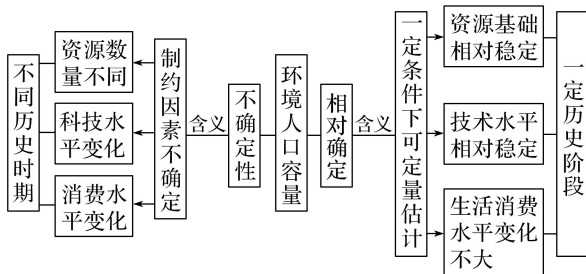 不同历史时期
资源数
量不同
科技水
平变化
消费水
平变化
制约因素不确定
含义
不确定性
环境人口容量
相对确定
含义
一定条件下可定量估计
资源基础
相对稳定
技术水平
相对稳定
生活消费
水平变化
不大
一定历史阶段